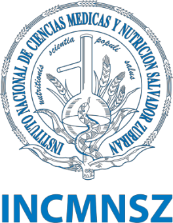 INSTITUTO NACIONAL DE CIENCIAS MEDICAS Y NUTRICION SALVADOR ZUBIRAN
nutritionis scientia populi salus
INCMNSZ